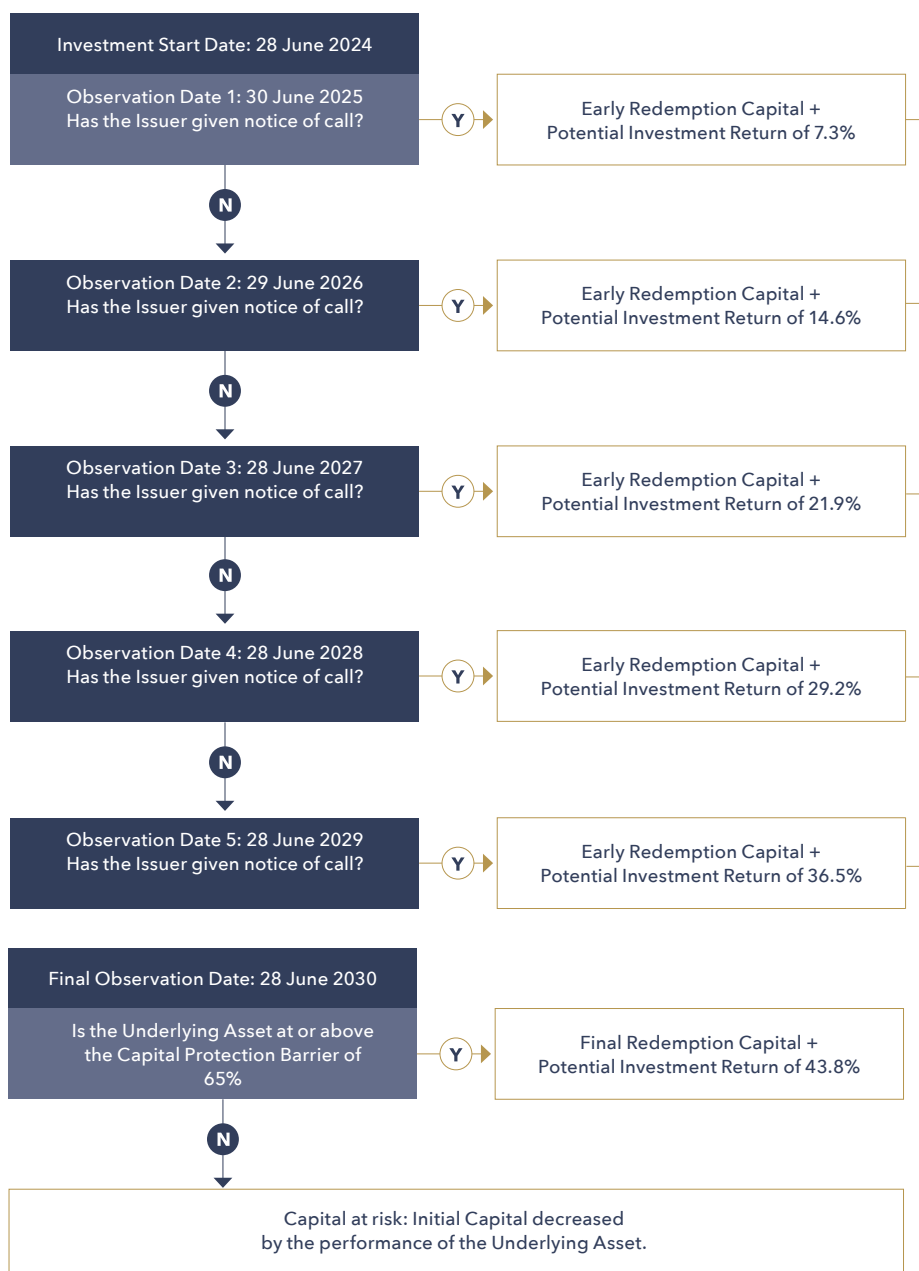 Investment Start Date: 28 June 2024
Observation Date 1: 30 June 2025
Has the Issuer given notice of call?
Y
Early Redemption Capital +
Potential Investment Return of 7.3%
N
Observation Date 2: 29 June 2026
Has the Issuer given notice of call?
Y
Early Redemption Capital +
Potential Investment Return of 14.6%
N
Observation Date 3: 28 June 2027
Has the Issuer given notice of call?
Y
Early Redemption Capital +
Potential Investment Return of 21.9%
N
Observation Date 4: 28 June 2028
Has the Issuer given notice of call?
Y
Early Redemption Capital +
Potential Investment Return of 29.2%
N
Observation Date 5: 28 June 2029
Has the Issuer given notice of call?
Y
Early Redemption Capital +
Potential Investment Return of 36.5%
Final Observation Date: 28 June 2030
Is the Underlying Asset at or above
the Capital Protection Barrier of
65%
Y
Final Redemption Capital +
Potential Investment Return of 43.8%
N
Capital at risk: Initial Capital decreased
by the performance of the Underlying Asset.